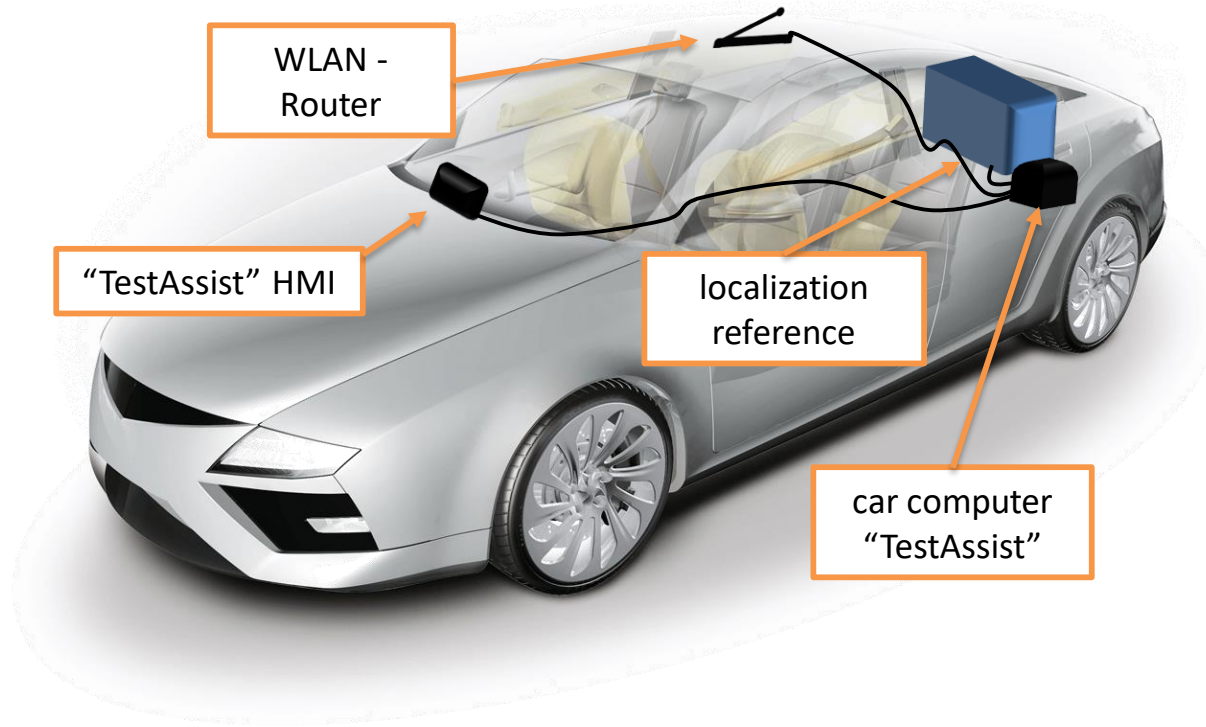 WLAN -
Router
“TestAssist” HMI
localization
reference
car computer
“TestAssist”